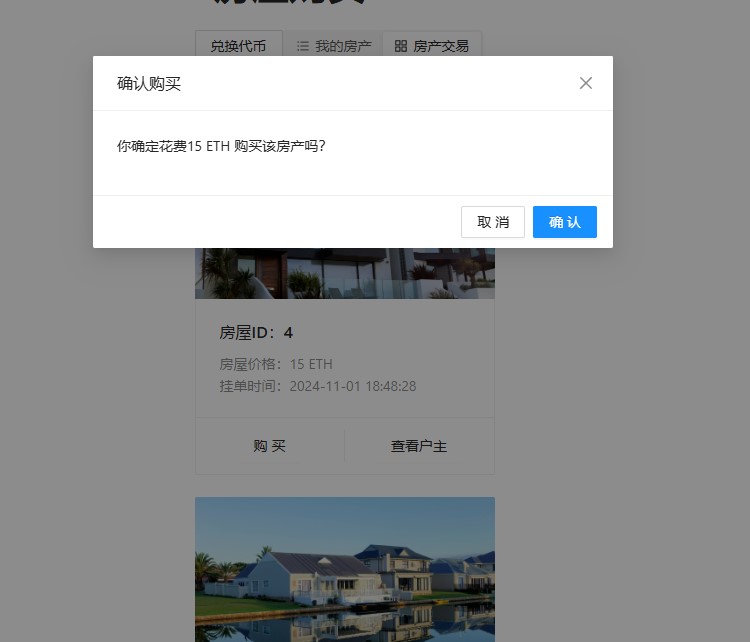 兑换代币 我的房产 房产交易
确认购买
你确定花费15 ETH 购买该房产吗？
取 消 确 认
房屋ID：4
房屋价格：15 ETH
挂单时间：2024-11-01 18:48:28
购 买 查看户主